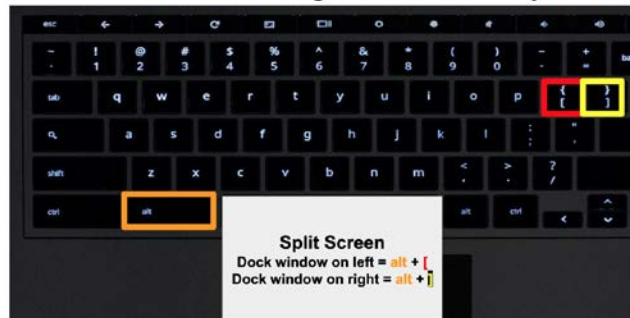 esc
~ ! @ # $ % ^ & * ( ) - +
` 1 2 3 4 5 6 7 8 9 0 - = ba
tab q w e r t y u i o p { }
[ ]
a s d f g h j k l : "
; '
shift z x c v b n m < > ?
, . /
ctrl alt alt ctrl < ^
Split Screen
Dock window on left = alt + [
Dock window on right = alt + ]